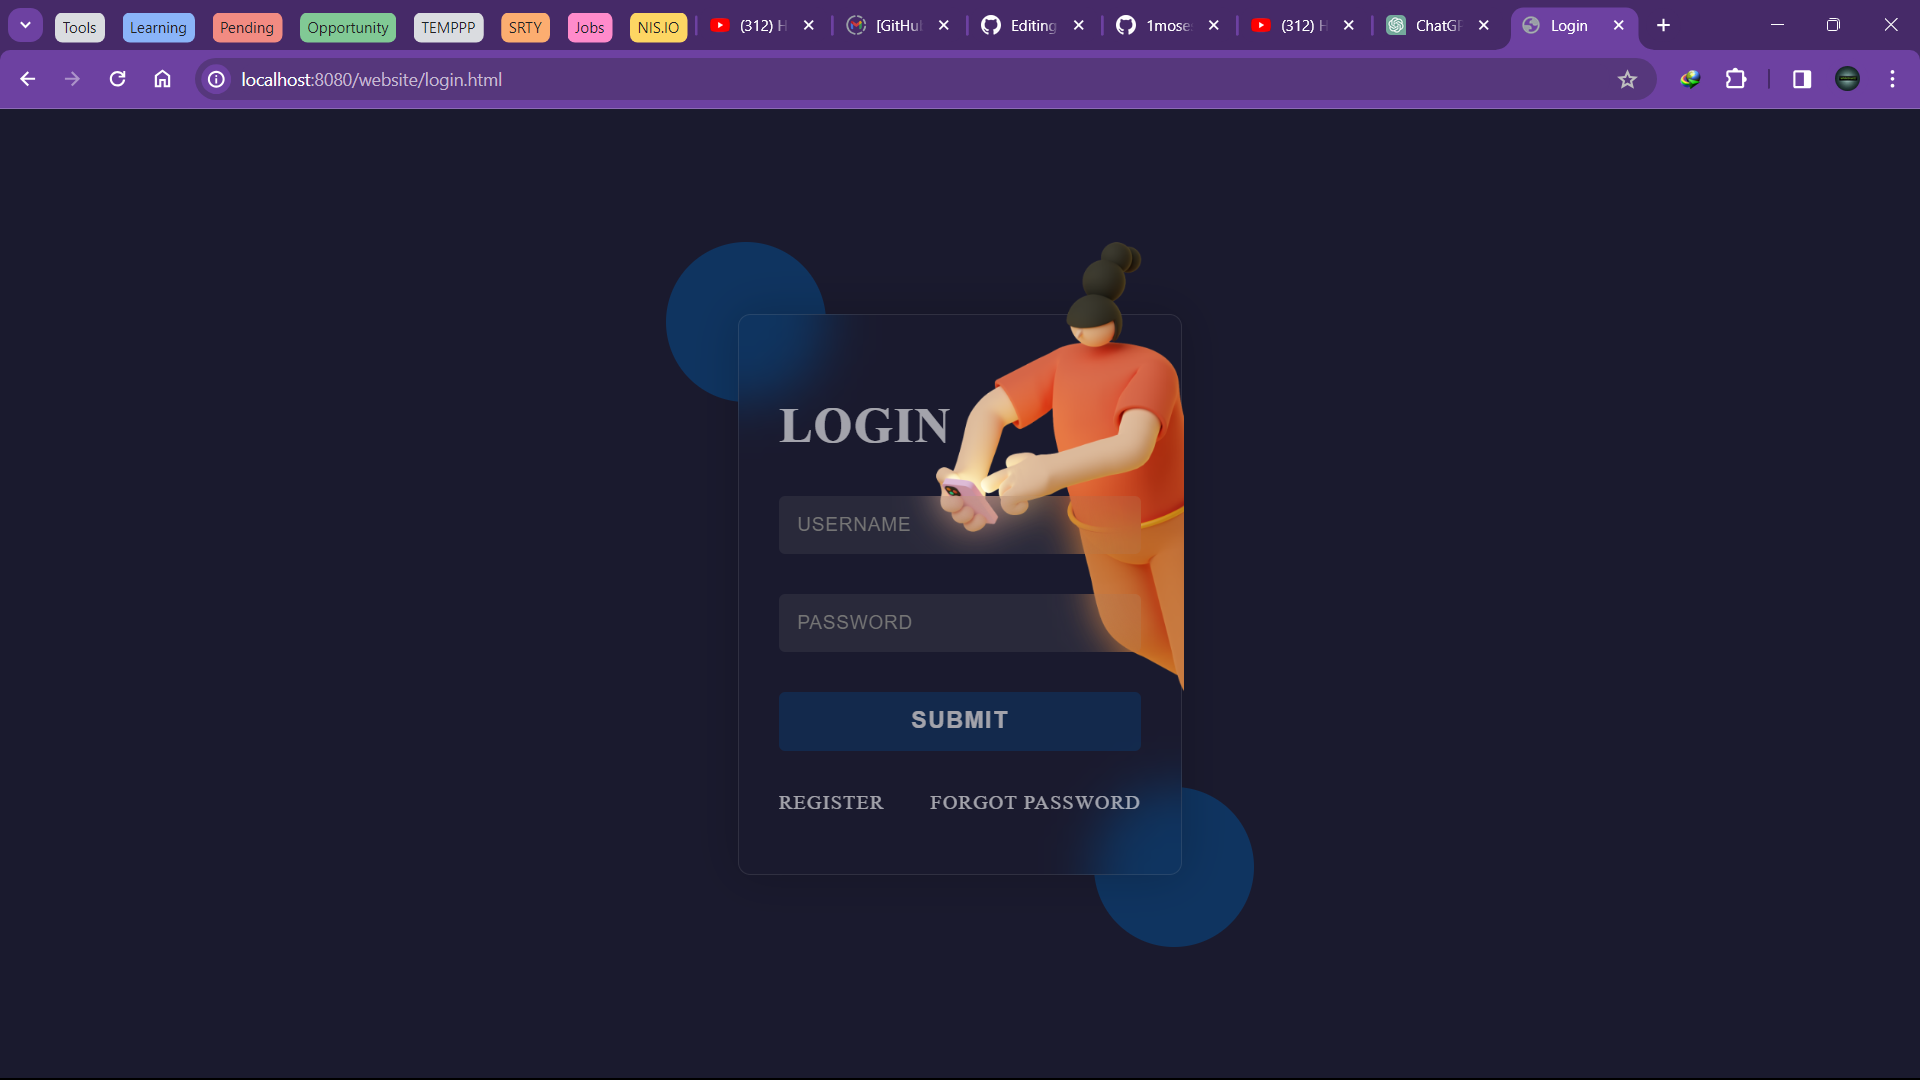 Tools Learning Pending Opportunity TEMPPP SRTY Jobs NIS.IO (312) H [GitHu Editing 1mose ChatGP Login
localhost:8080/website/login.html
LOGIN
USERNAME
PASSWORD
SUBMIT
REGISTER FORGOT PASSWORD